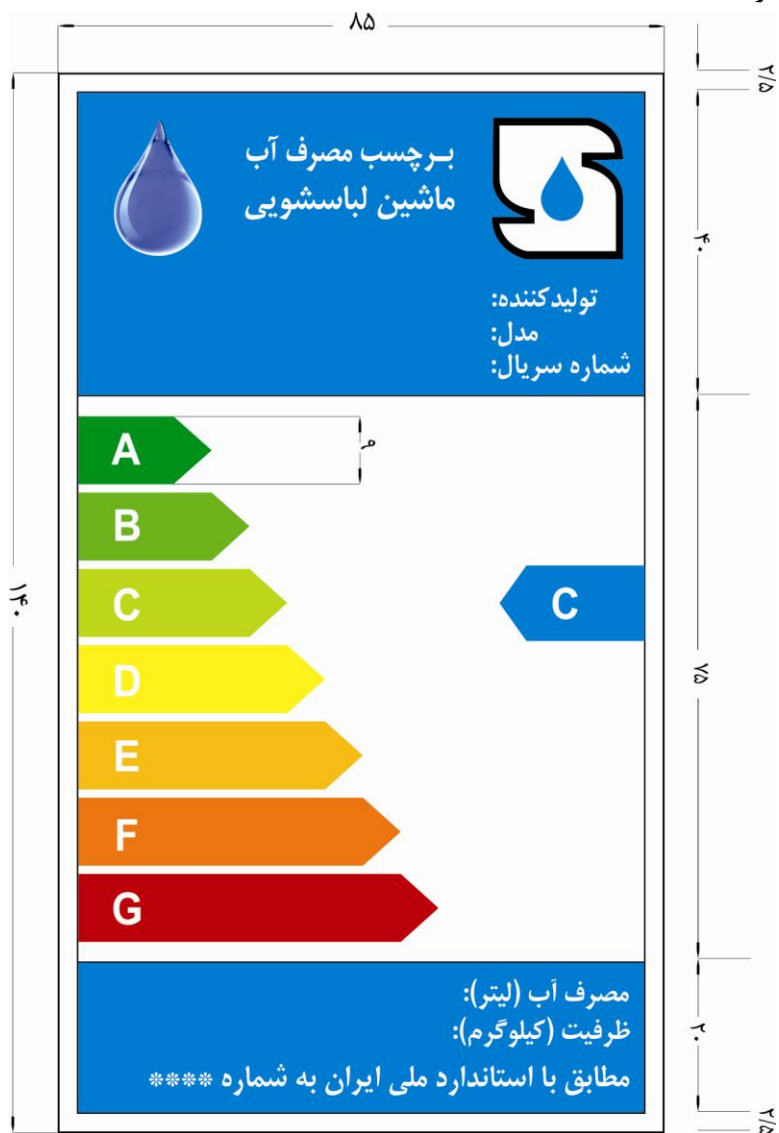 ۸۵
۲/۵
برچسب مصرف آب
ماشین لباسشویی
۴۰
تولیدکننده:
مدل:
شماره سریال:
A
۹
B
C
C
۱۴۰
D
۷۵
E
F
G
مصرف آب (لیتر):
ظرفیت (کیلوگرم):
۲۰
مطابق با استاندارد ملی ایران به شماره ****
۲/۵